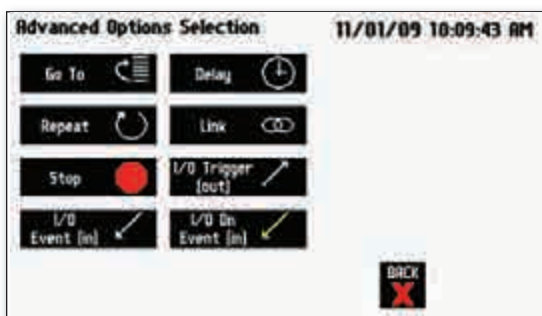 Advanced Options Selection 11/01/09 10:09:43 AM
Go To
Delay
Repeat
Link
Stop
I/O Trigger
[out]
I/O
Event [in]
I/O On
Event [in]
BACK
X